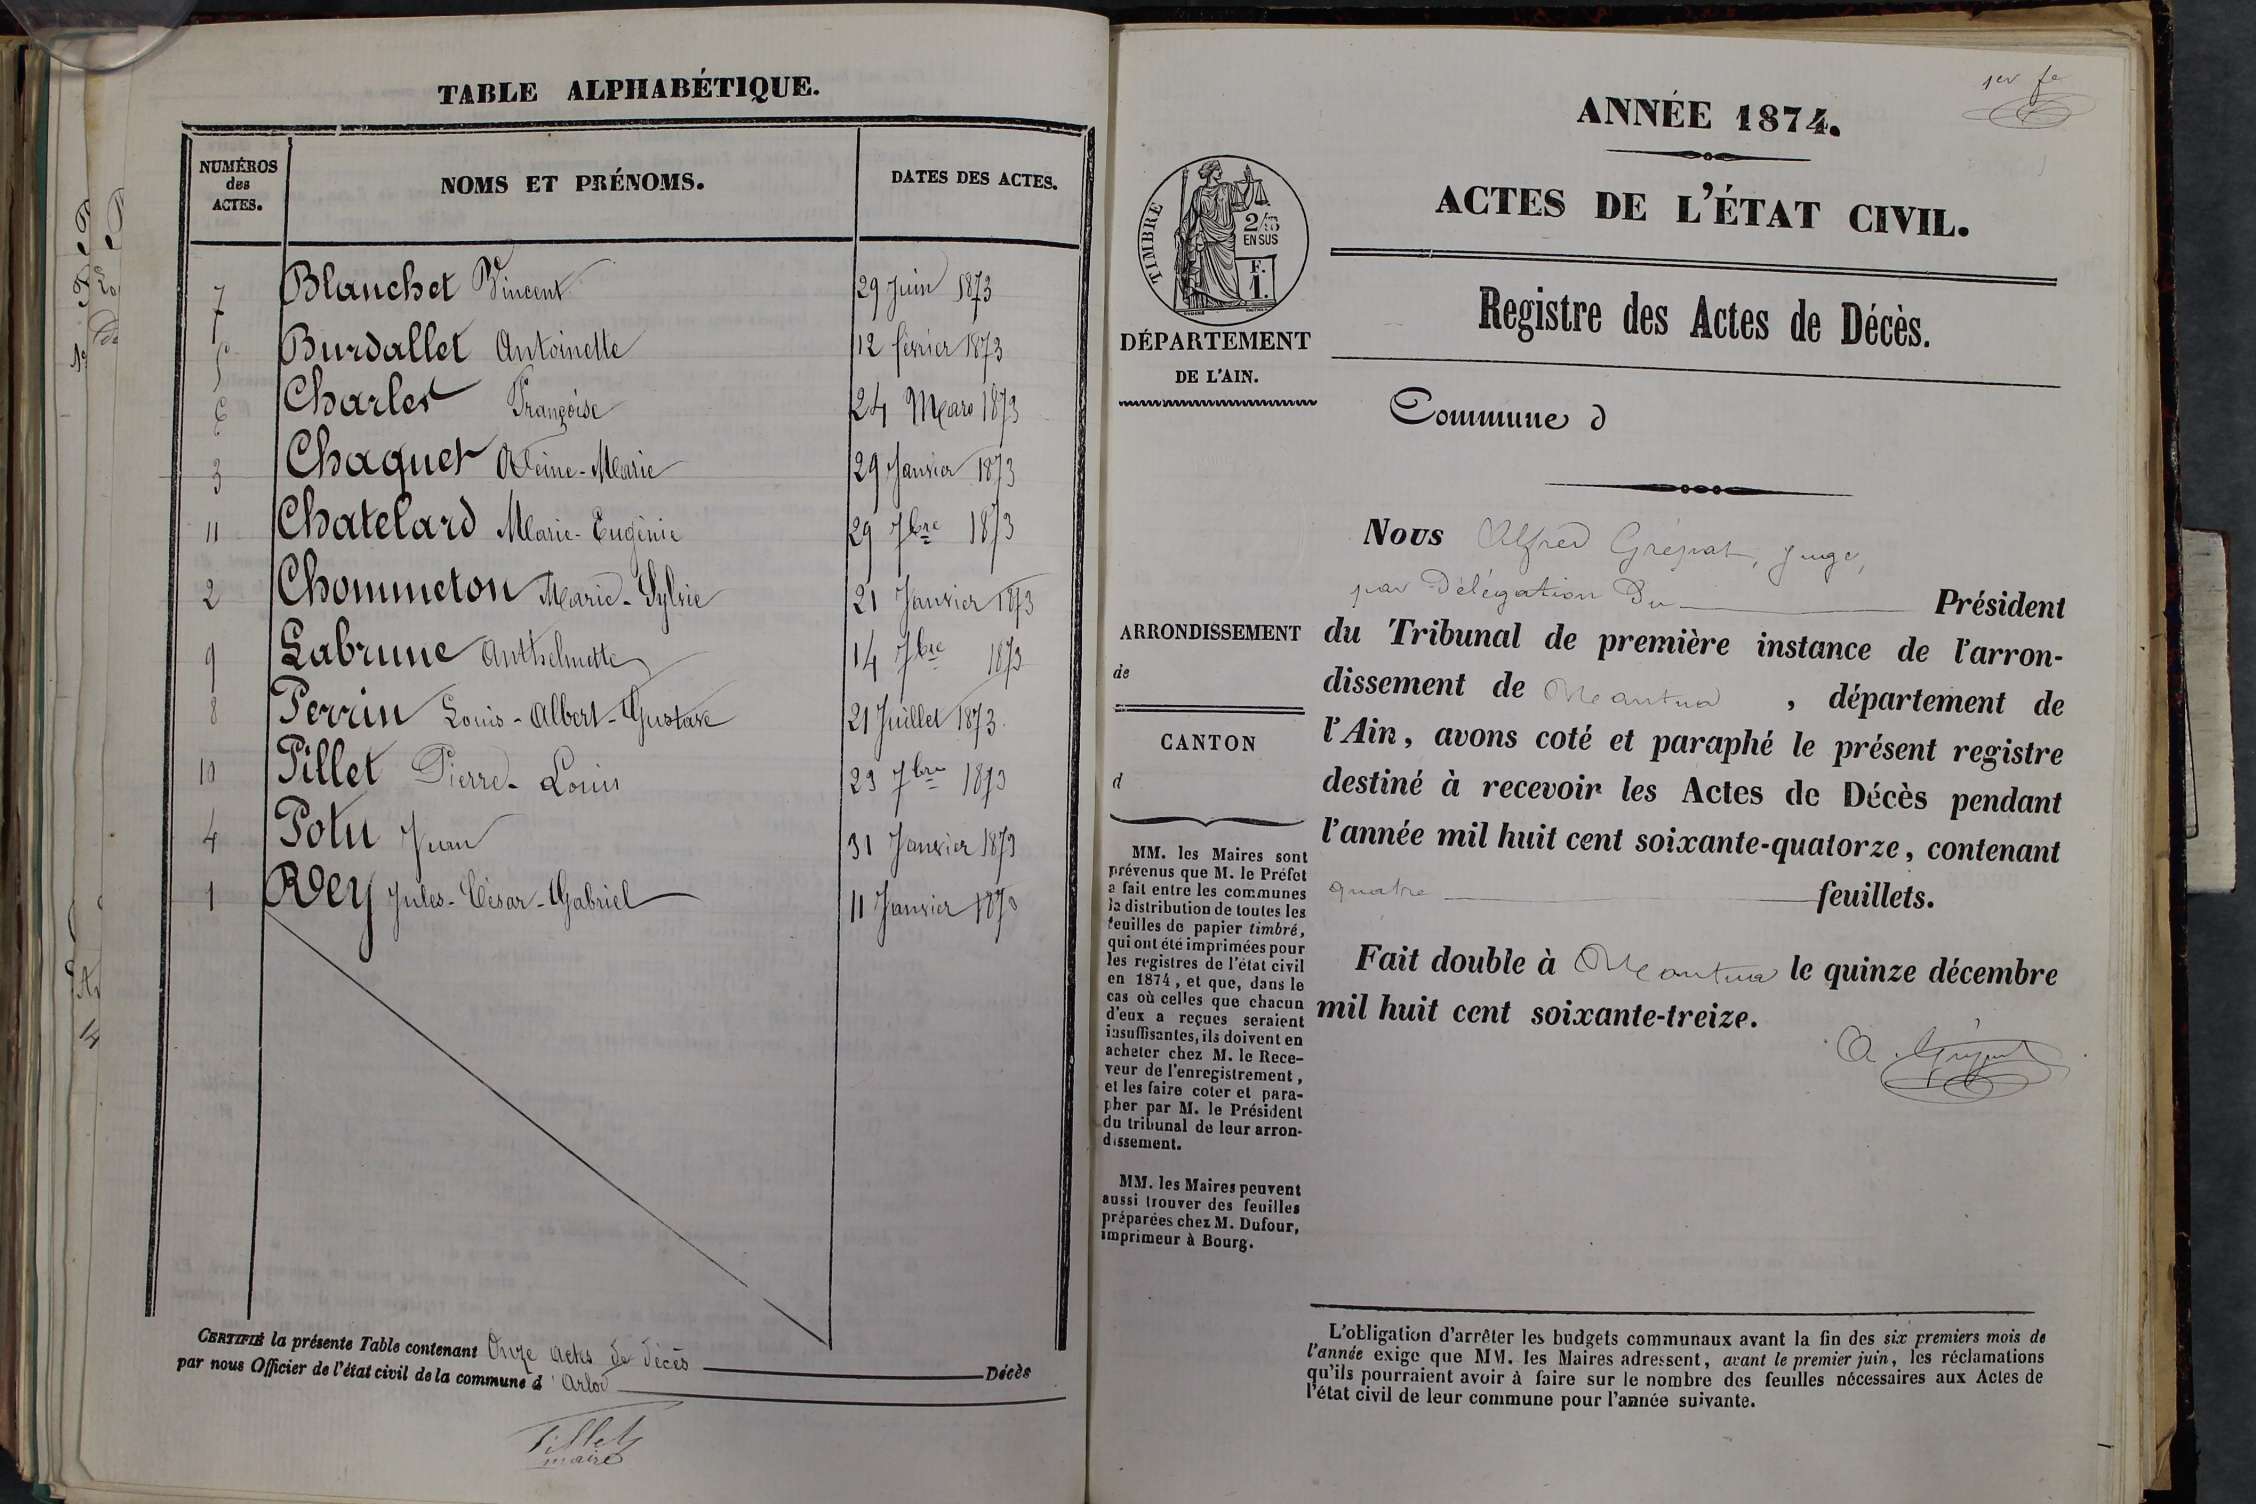 TABLE ALPHABÉTIQUE.
NUMÉROS des ACTES. NOMS ET PRÉNOMS. DATES DES ACTES.
7 Blanchet Vincent 29 Juin 1873
5 Burdallet Antoinette 12 février 1873
6 Charles Françoise 24 Mars 1873
3 Chaquet Reine-Marie 29 Janvier 1873
11 Chatelard Marie-Eugénie 29 7bre 1873
2 Chommeton Marie-Sylvie 21 Janvier 1873
9 Labrune Anthelmette 14 7bre 1873
8 Perrin Louis-Albert-Gustave 21 Juillet 1873
10 Pillet Pierre-Louis 23 7bre 1873
4 Potu Jean 31 Janvier 1873
1 Rey Jules-César-Gabriel 11 Janvier 1873
CERTIFIÉ la présente Table contenant Onze actes de décès Décès
par nous Officier de l'état civil de la commune d'Arlod
Pillet
maire
1er fe
ANNÉE 1874.
ACTES DE L'ÉTAT CIVIL.
Registre des Actes de Décès.
TIMBRE
2/10
EN SUS
F.
1.
DÉPARTEMENT
DE L'AIN.
Commune d
Nous Alfred Grépat, juge,
par Délégation Du Président
du Tribunal de première instance de l'arron-
dissement de Nantua, département de
l'Ain, avons coté et paraphé le présent registre
destiné à recevoir les Actes de Décès pendant
l'année mil huit cent soixante-quatorze, contenant
quatre feuillets.
Fait double à Nantua le quinze décembre
mil huit cent soixante-treize.
ARRONDISSEMENT
de
CANTON
d
MM. les Maires sont
prévenus que M. le Préfet
a fait entre les communes
la distribution de toutes les
feuilles de papier timbré,
qui ont été imprimées pour
les registres de l'état civil
en 1874, et que, dans le
cas où celles que chacun
d'eux a reçues seraient
insuffisantes, ils doivent en
acheter chez M. le Rece-
veur de l'enregistrement,
et les faire coter et para-
pher par M. le Président
du tribunal de leur arron-
dissement.
MM. les Maires peuvent
aussi trouver des feuilles
préparées chez M. Dufour,
imprimeur à Bourg.
L'obligation d'arrêter les budgets communaux avant la fin des six premiers mois de
l'année exige que MM. les Maires adressent, avant le premier juin, les réclamations
qu'ils pourraient avoir à faire sur le nombre des feuilles nécessaires aux Actes de
l'état civil de leur commune pour l'année suivante.